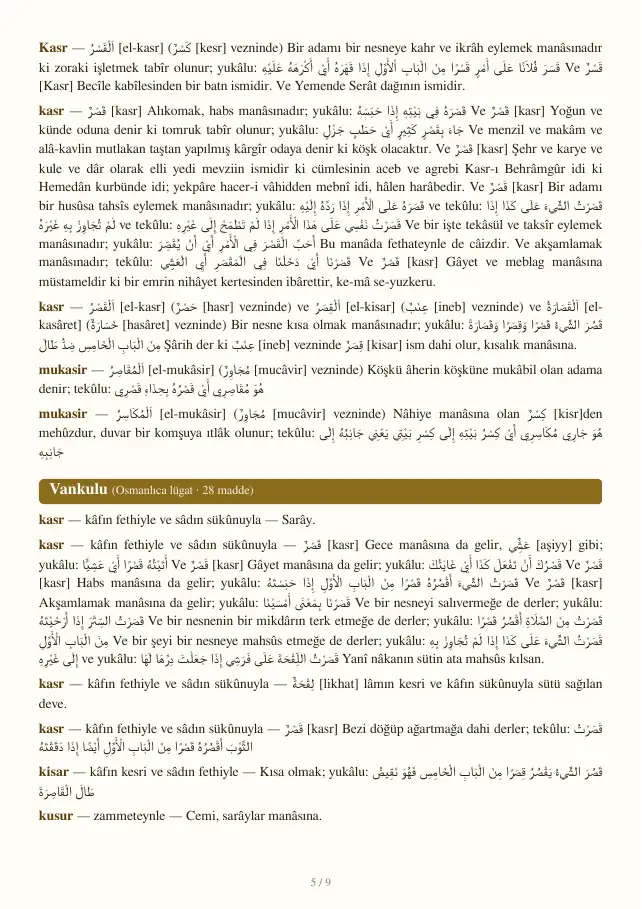 Kasr — اَلْقَسْرُ [el-kasr] (كَسْرٌ [kesr] vezninde) Bir adamı bir nesneye kahr ve ikrâh eylemek manâsınadır
ki zoraki işletmek tabîr olunur; yukâlu: قَسَرَ فُلَانًا عَلَى أَمْرٍ قَسْرًا مِنَ الْبَابِ اْلأَوَّلِ إِذَا قَهَرَهُ أَيْ أَكْرَهَهُ عَلَيْهِ Ve قَسْرٌ
[Kasr] Becîle kabîlesinden bir batn ismidir. Ve Yemende Serât dağının ismidir.
kasr — قَصْرٌ [kasr] Alıkomak, habs manâsınadır; yukâlu: قَصَرَهُ فِي بَيْتِهِ إِذَا حَبَسَهُ Ve قَصْرٌ [kasr] Yoğun ve
künde oduna denir ki tomruk tabîr olunur; yukâlu: جَاءَ بِقَصْرٍ كَثِيرٍ أَيْ حَطَبٍ جَزْلٍ Ve menzil ve makâm ve
alâ-kavlin mutlakan taştan yapılmış kârgîr odaya denir ki köşk olacaktır. Ve قَصْرٌ [kasr] Şehr ve karye ve
kule ve dâr olarak elli yedi mevziin ismidir ki cümlesinin aceb ve agrebi Kasr-ı Behrâmgûr idi ki
Hemedân kurbünde idi; yekpâre hacer-i vâhidden mebnî idi, hâlen harâbedir. Ve قَصْرٌ [kasr] Bir adamı
bir husûsa tahsîs eylemek manâsınadır; yukâlu: قَصَرَهُ عَلَى الْأَمْرِ إِذَا رَدَّهُ إِلَيْهِ ve tekûlu: قَصَرْتُ الشَّيْءَ عَلَى كَذَا إِذَا
لَمْ تُجَاوِزْ بِهِ غَيْرَهُ ve tekûlu: قَصَرْتُ نَفْسِي عَلَى هَذَا الْأَمْرِ إِذَا لَمْ تَطْمَحْ إِلَى غَيْرِهِ Ve bir işte tekâsül ve taksîr eylemek
manâsınadır; yukâlu: أَحَبَّ الْقَصْرَ فِي الْأَمْرِ أَيْ أَنْ يُقَصِّرَ Bu manâda fethateynle de câizdir. Ve akşamlamak
manâsınadır; tekûlu: قَصَرْنَا أَيْ دَخَلْنَا فِي الْمَقْصَرِ أَيِ الْعَشِيِّ Ve قَصْرٌ [kasr] Gâyet ve meblag manâsına
müstameldir ki bir emrin nihâyet kertesinden ibârettir, ke-mâ se-yuzkeru.
kasr — اَلْقَصْرُ [el-kasr] (حَصْرٌ [hasr] vezninde) ve اَلْقِصَرُ [el-kisar] (عِنَبٌ [ineb] vezninde) ve اَلْقَصَارَةُ [el-
kasâret] (خَسَارَةٌ [hasâret] vezninde) Bir nesne kısa olmak manâsınadır; yukâlu: قَصُرَ الشَّيْءُ قَصْرًا وَقِصَرًا وَقَصَارَةً
مِنَ الْبَابِ الْخَامِسِ ضِدُّ طَالَ Şârih der ki عِنَبٌ [ineb] vezninde قِصَرٌ [kisar] ism dahi olur, kısalık manâsına.
mukasir — اَلْمُقَاصِرُ [el-mukâsir] (مُجَاوِرٌ [mucâvir] vezninde) Köşkü âherin köşküne mukâbil olan adama
denir; tekûlu: هُوَ مُقَاصِرِي أَيْ قَصْرُهُ بِحِذَاءِ قَصْرِي
mukasir — اَلْمُكَاسِرُ [el-mukâsir] (مُجَاوِرٌ [mucâvir] vezninde) Nâhiye manâsına olan كِسْرٌ [kisr]den
mehûzdur, duvar bir komşuya ıtlâk olunur; tekûlu: هُوَ جَارِي مُكَاسِرِي أَيْ كِسْرُ بَيْتِهِ إِلَى كِسْرِ بَيْتِي يَعْنِي جَانِبُهُ إِلَى
جَانِبِهِ
Vankulu (Osmanlıca lügat · 28 madde)
kasr — kâfın fethiyle ve sâdın sükûnuyla — Sarây.
kasr — kâfın fethiyle ve sâdın sükûnuyla — قَصْرٌ [kasr] Gece manâsına da gelir, عَشِيٌّ [aşiyy] gibi;
yukâlu: أَتَيْتُهُ قَصْرًا أَيْ عَشِيًّا Ve قَصْرٌ [kasr] Gâyet manâsına da gelir; yukâlu: قَصْرُكَ أَنْ تَفْعَلَ كَذَا أَيْ غَايَتُكَ Ve قَصْرٌ
[kasr] Habs manâsına da gelir; yukâlu: قَصَرْتُ الشَّيْءَ أَقْصُرُهُ قَصْرًا مِنَ الْبَابِ الْأَوَّلِ إِذَا حَبَسْتَهُ Ve قَصْرٌ [kasr]
Akşamlamak manâsına da gelir; yukâlu: قَصَرْنَا بِمَعْنَى أَمْسَيْنَا Ve bir nesneyi salıvermeğe de derler; yukâlu:
قَصَرْتُ السِّتْرَ إِذَا أَرْخَيْتَهُ Ve bir nesnenin bir mikdârın terk etmeğe de derler; yukâlu: قَصَرْتُ مِنَ الصَّلَاةِ أَقْصُرُ قَصْرًا
مِنَ الْبَابِ الْأَوَّلِ Ve bir şeyi bir nesneye mahsûs etmeğe de derler; yukâlu: قَصَرْتُ الشَّيْءَ عَلَى كَذَا إِذَا لَمْ تُجَاوِزْ بِهِ
إِلَى غَيْرِهِ ve yukâlu: قَصَرْتُ اللِّقْحَةَ عَلَى فَرَسِي إِذَا جَعَلْتَ دَرَّهَا لَهَا Yanî nâkanın sütin ata mahsûs kılsan.
kasr — kâfın fethiyle ve sâdın sükûnuyla — لِقْحَةٌ [likhat] lâmın kesri ve kâfın sükûnuyla sütü sağılan
deve.
kasr — kâfın fethiyle ve sâdın sükûnuyla — قَصْرٌ [kasr] Bezi döğüp ağartmağa dahi derler; tekûlu: قَصَرْتُ
الثَّوْبَ أَقْصُرُهُ قَصْرًا مِنَ الْبَابِ الْأَوَّلِ أَيْضًا إِذَا دَقَقْتَهُ
kisar — kâfın kesri ve sâdın fethiyle — Kısa olmak; yukâlu: قَصُرَ الشَّيْءُ يَقْصُرُ قِصَرًا مِنَ الْبَابِ الْخَامِسِ فَهُوَ نَقِيضُ
طَالَ الْقَاصِرَةَ
kusur — zammeteynle — Cemi, sarâylar manâsına.
5 / 9